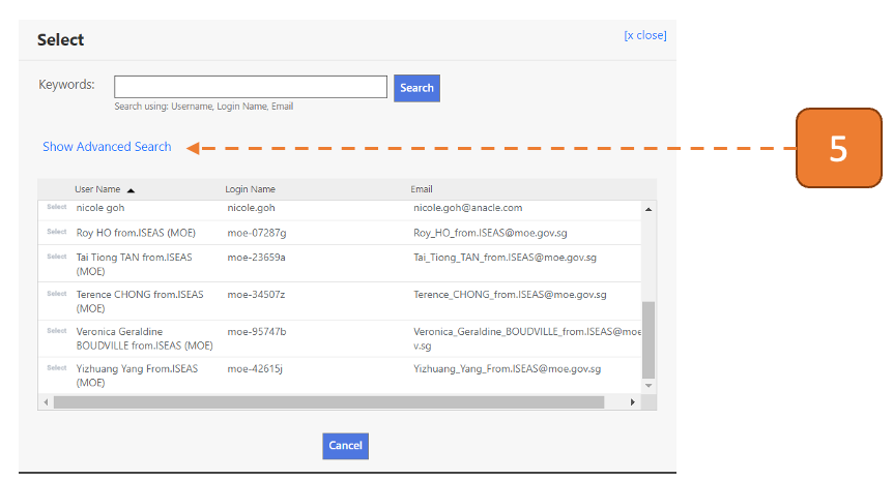 Select
[x close]
Keywords:
Search
Search using: Username, Login Name, Email
Show Advanced Search
5
User Name Login Name Email
Select nicole goh nicole.goh nicole.goh@anacle.com
Select Roy HO from.ISEAS (MOE) moe-07287g Roy_HO_from.ISEAS@moe.gov.sg
Select Tai Tiong TAN from.ISEAS moe-23659a Tai_Tiong_TAN_from.ISEAS@moe.gov.sg
(MOE)
Select Terence CHONG from.ISEAS moe-34507z Terence_CHONG_from.ISEAS@moe.gov.sg
(MOE)
Select Veronica Geraldine moe-95747b Veronica_Geraldine_BOUDVILLE_from.ISEAS@moe
BOUDVILLE from.ISEAS (MOE) v.sg
Select Yizhuang Yang From.ISEAS moe-42615j Yizhuang_Yang_From.ISEAS@moe.gov.sg
(MOE)
Cancel